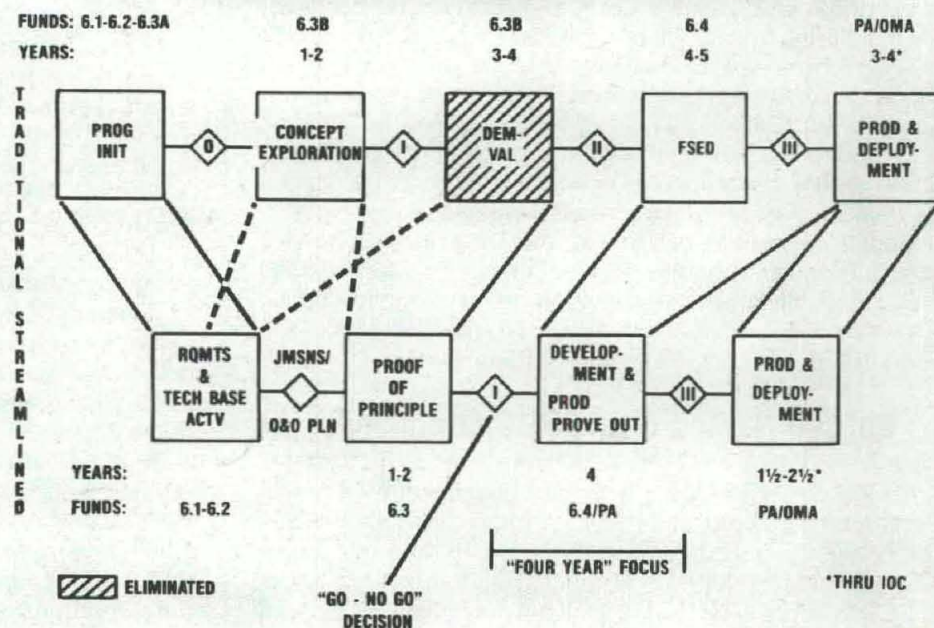 FUNDS: 6.1-6.2-6.3A 6.3B 6.3B 6.4 PA/OMA
YEARS: 1-2 3-4 4-5 3-4*
TRADITIONAL
PROG
INIT
0
CONCEPT
EXPLORATION
I
DEM-
VAL
II
FSED
III
PROD &
DEPLOY-
MENT
STREAMLINED
RQMTS
&
TECH BASE
ACTV
JMSNS/
O&O PLN
PROOF
OF
PRINCIPLE
I
DEVELOP-
MENT &
PROD
PROVE OUT
III
PROD &
DEPLOY-
MENT
YEARS: 1-2 4 1½-2½*
FUNDS: 6.1-6.2 6.3 6.4/PA PA/OMA
"FOUR YEAR" FOCUS
ELIMINATED
"GO - NO GO"
DECISION
*THRU IOC